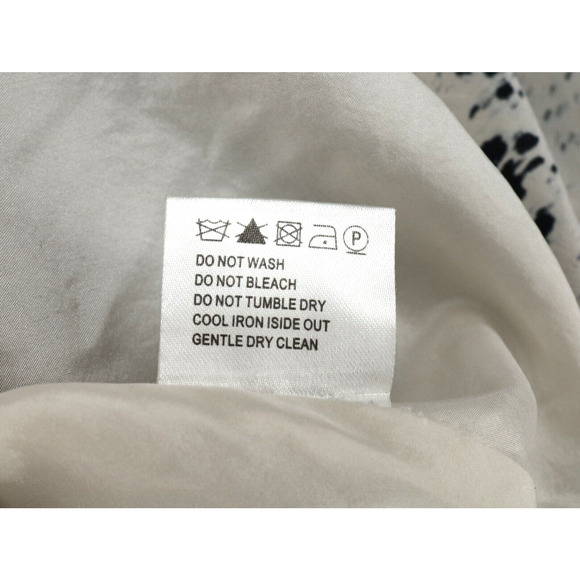 P
DO NOT WASH
DO NOT BLEACH
DO NOT TUMBLE DRY
COOL IRON ISIDE OUT
GENTLE DRY CLEAN